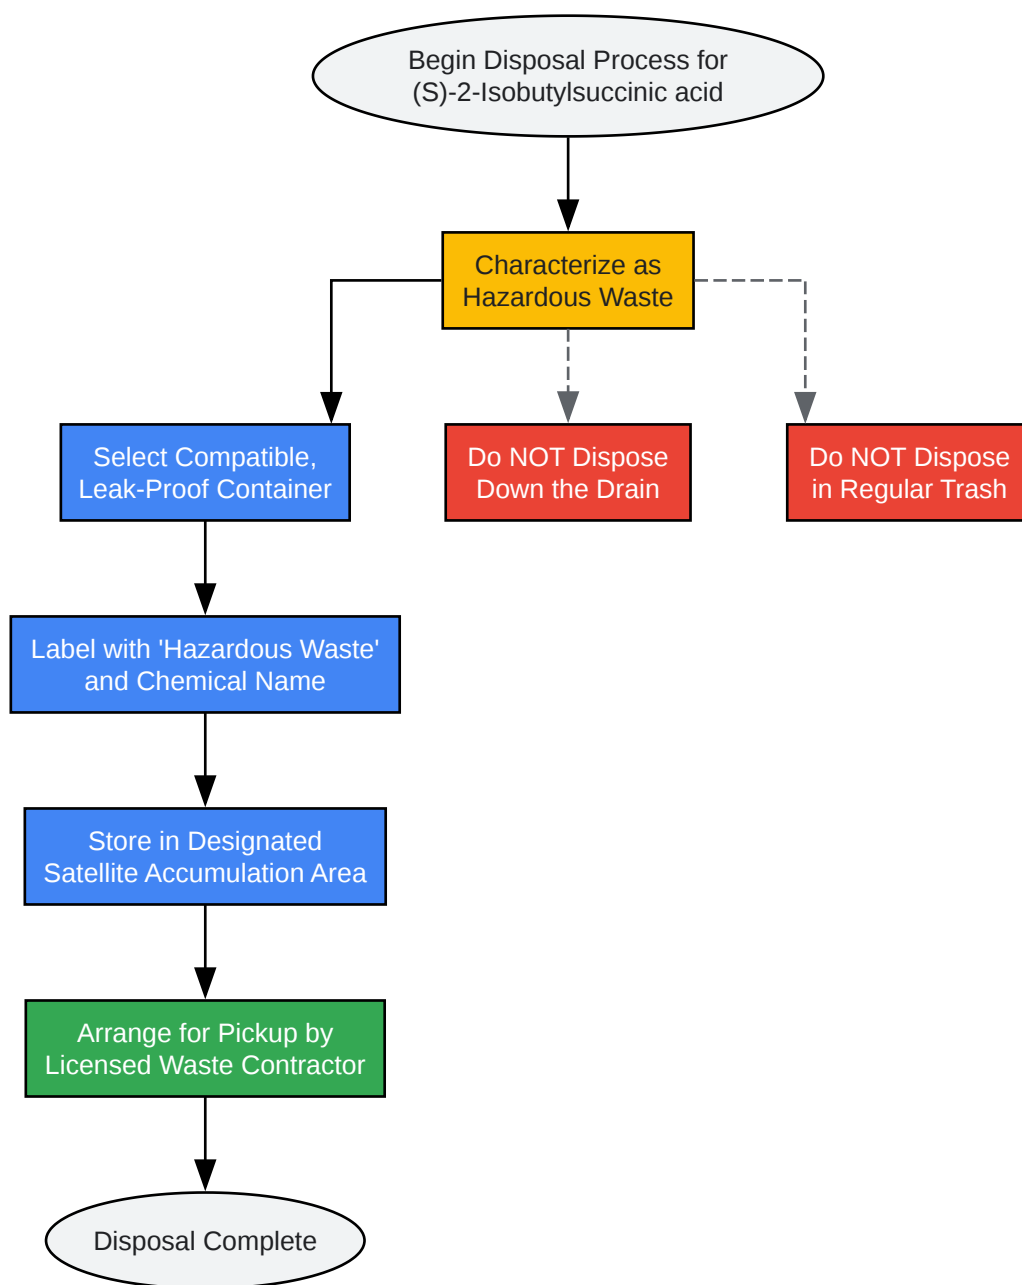 Begin Disposal Process for
(S)-2-Isobutylsuccinic acid
Characterize as
Hazardous Waste
Select Compatible,
Leak-Proof Container
Do NOT Dispose
Down the Drain
Do NOT Dispose
in Regular Trash
Label with 'Hazardous Waste'
and Chemical Name
Store in Designated
Satellite Accumulation Area
Arrange for Pickup by
Licensed Waste Contractor
Disposal Complete